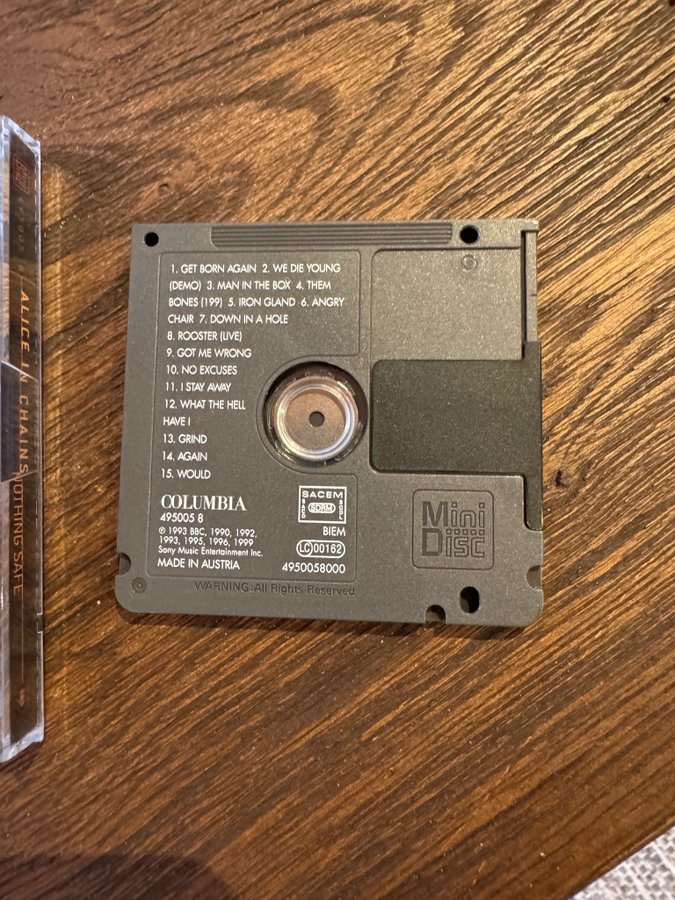 1. GET BORN AGAIN 2. WE DIE YOUNG
(DEMO) 3. MAN IN THE BOX 4. THEM
BONES (199) 5. IRON GLAND 6. ANGRY
CHAIR 7. DOWN IN A HOLE
8. ROOSTER (LIVE)
9. GOT ME WRONG
10. NO EXCUSES
11. I STAY AWAY
12. WHAT THE HELL
HAVE I
13. GRIND
14. AGAIN
15. WOULD
COLUMBIA
495005 8
℗ 1993 BBC, 1990, 1992,
1993, 1995, 1996, 1999
Sony Music Entertainment Inc.
MADE IN AUSTRIA
SACEM
SDRM
BIEM
LC 00162
4950058000
WARNING: All Rights Reserved.
Mini
Disc
ALICE IN CHAINS
NOTHING SAFE